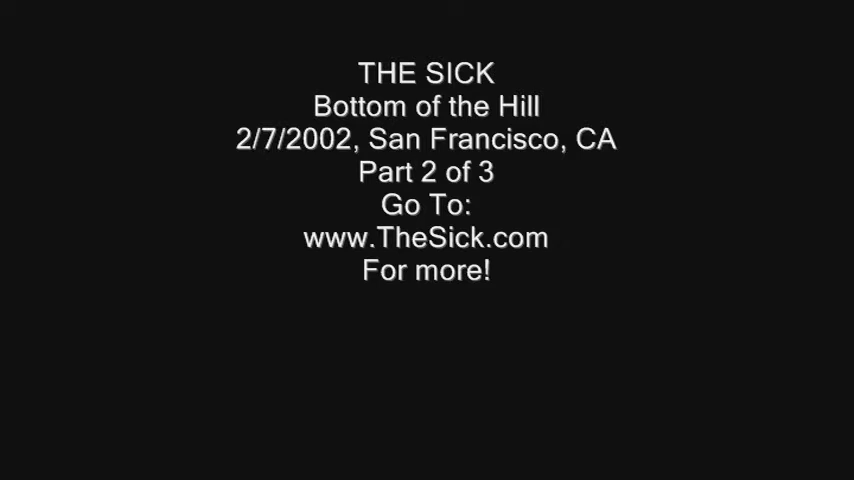 THE SICK
Bottom of the Hill
2/7/2002, San Francisco, CA
Part 2 of 3
Go To:
www.TheSick.com
For more!